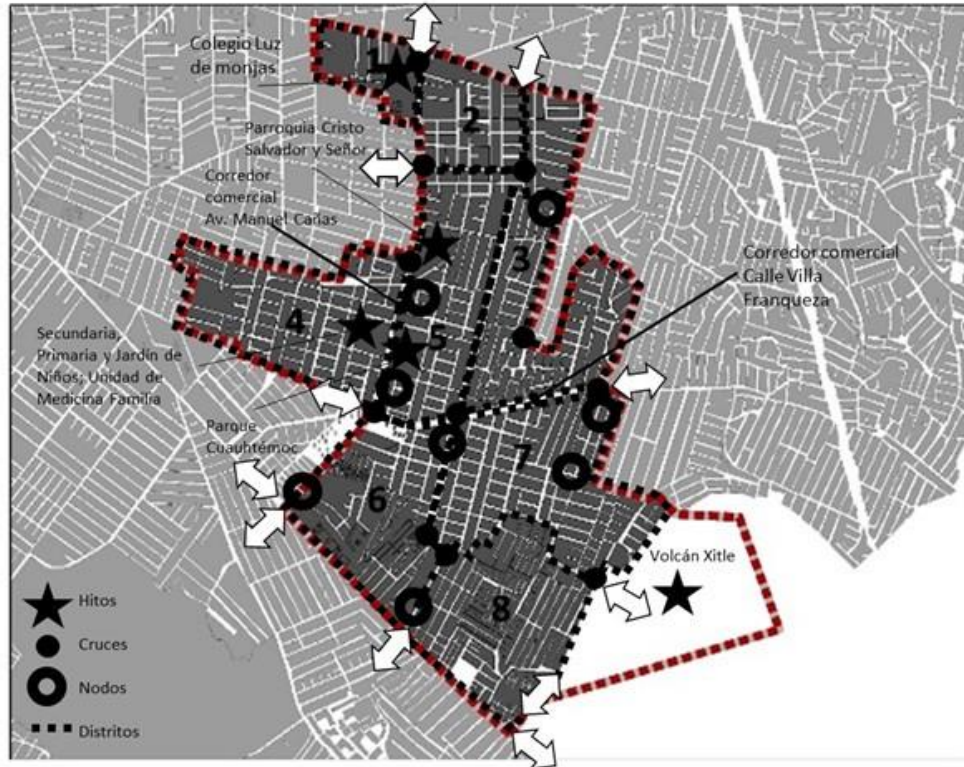 Colegio Luz
de monjas
1
2
Parroquia Cristo
Salvador y Señor
Corredor
comercial
Av. Manuel Cañas
3
Corredor comercial
Calle Villa
Franqueza
4
5
Secundaria,
Primaria y Jardín de
Niños; Unidad de
Medicina Familia
Parque
Cuauhtémoc
7
6
Volcán Xitle
8
Hitos
Cruces
Nodos
Distritos